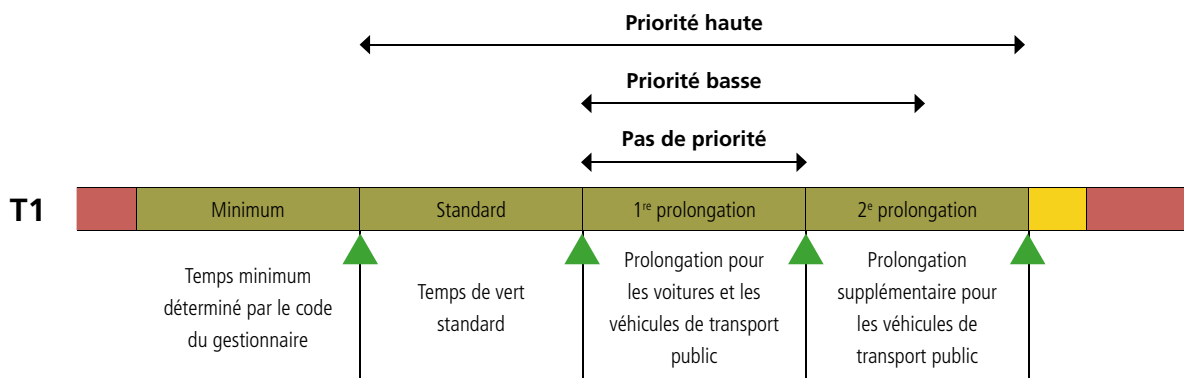 Priorité haute
Priorité basse
Pas de priorité
T1
Minimum
Standard
1re prolongation
2e prolongation
Temps minimum
déterminé par le code
du gestionnaire
Temps de vert
standard
Prolongation pour
les voitures et les
véhicules de transport
public
Prolongation
supplémentaire pour
les véhicules de
transport public